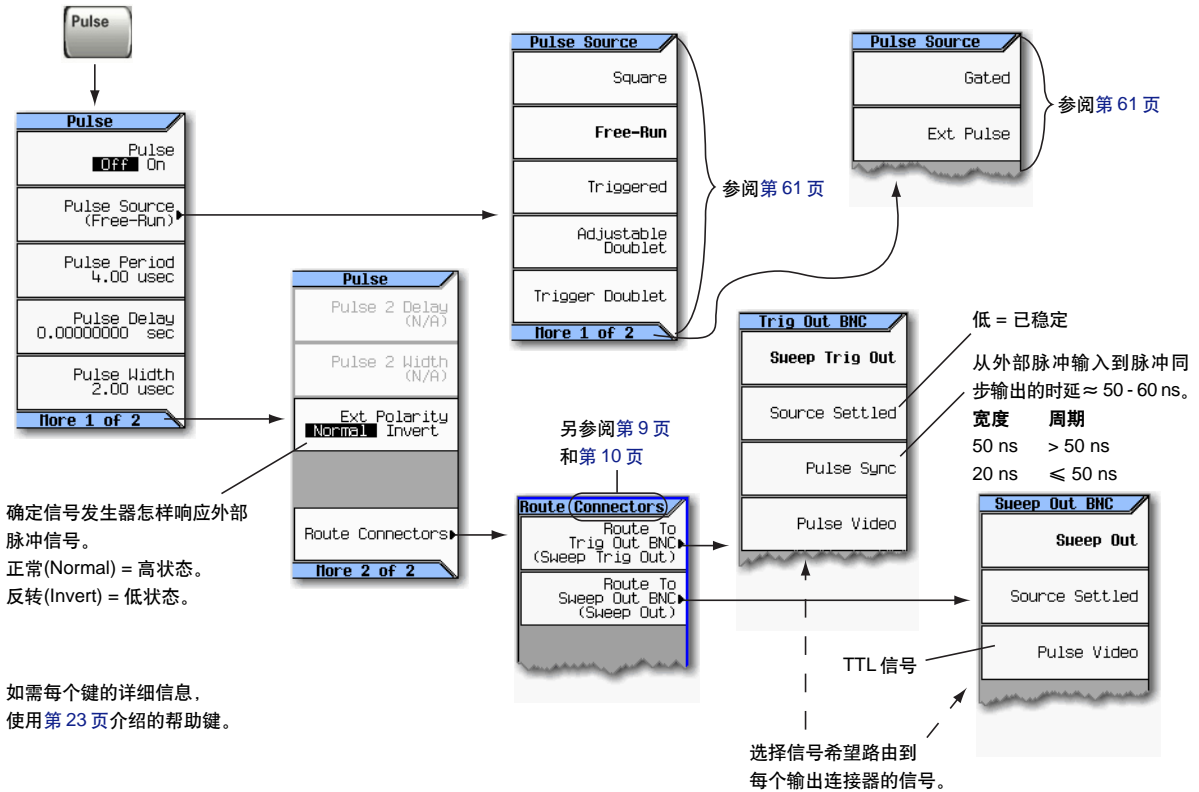 Pulse
Pulse
Pulse
Off On
Pulse Source
(Free-Run)
Pulse Period
4.00 usec
Pulse Delay
0.00000000 sec
Pulse Width
2.00 usec
More 1 of 2
Pulse
Pulse 2 Delay
(N/A)
Pulse 2 Width
(N/A)
Ext Polarity
Normal Invert
Route Connectors
More 2 of 2
确定信号发生器怎样响应外部
脉冲信号。
正常(Normal) = 高状态。
反转(Invert) = 低状态。
如需每个键的详细信息，
使用第 23 页介绍的帮助键。
Pulse Source
Square
Free-Run
Triggered
Adjustable
Doublet
Trigger Doublet
More 1 of 2
参阅第 61 页
Pulse Source
Gated
Ext Pulse
参阅第 61 页
另参阅第 9 页
和第 10 页
Route Connectors
Route To
Trig Out BNC
(Sweep Trig Out)
Route To
Sweep Out BNC
(Sweep Out)
Trig Out BNC
Sweep Trig Out
Source Settled
Pulse Sync
Pulse Video
低 = 已稳定
从外部脉冲输入到脉冲同
步输出的时延 ≈ 50 - 60 ns。
宽度 周期
50 ns > 50 ns
20 ns ≤ 50 ns
Sweep Out BNC
Sweep Out
Source Settled
Pulse Video
TTL 信号
选择信号希望路由到
每个输出连接器的信号。